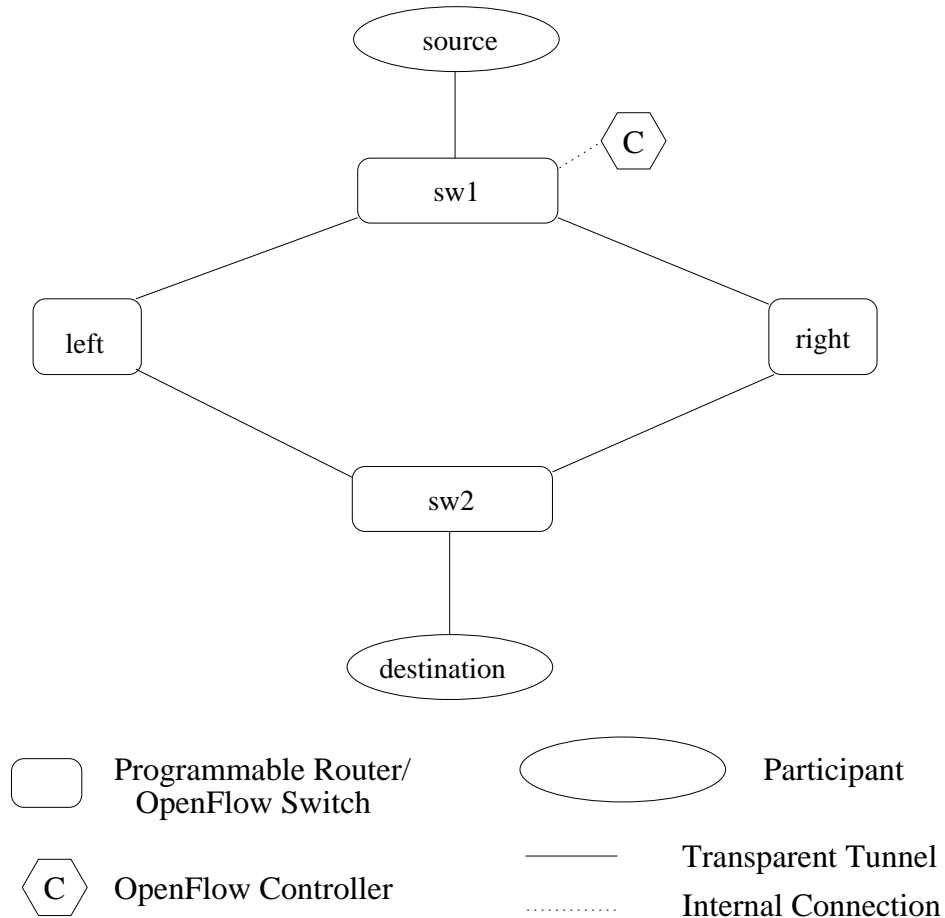 source
C
sw1
left
right
sw2
destination
Programmable Router/
OpenFlow Switch
Participant
C
OpenFlow Controller
Transparent Tunnel
Internal Connection